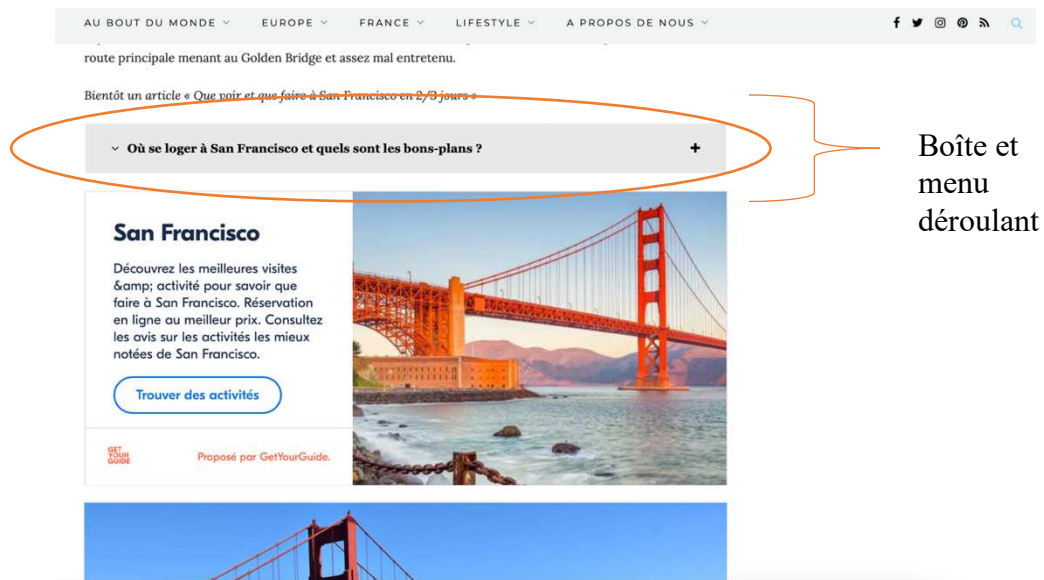 AU BOUT DU MONDE EUROPE FRANCE LIFESTYLE A PROPOS DE NOUS
route principale menant au Golden Bridge et assez mal entretenu.
Bientôt un article « Que voir et que faire à San Francisco en 2/3 jours »
Où se loger à San Francisco et quels sont les bons-plans ? +
Boîte et
menu
déroulant
San Francisco
Découvrez les meilleures visites
&amp; activité pour savoir que
faire à San Francisco. Réservation
en ligne au meilleur prix. Consultez
les avis sur les activités les mieux
notées de San Francisco.
Trouver des activités
GET
YOUR
GUIDE
Proposé par GetYourGuide.